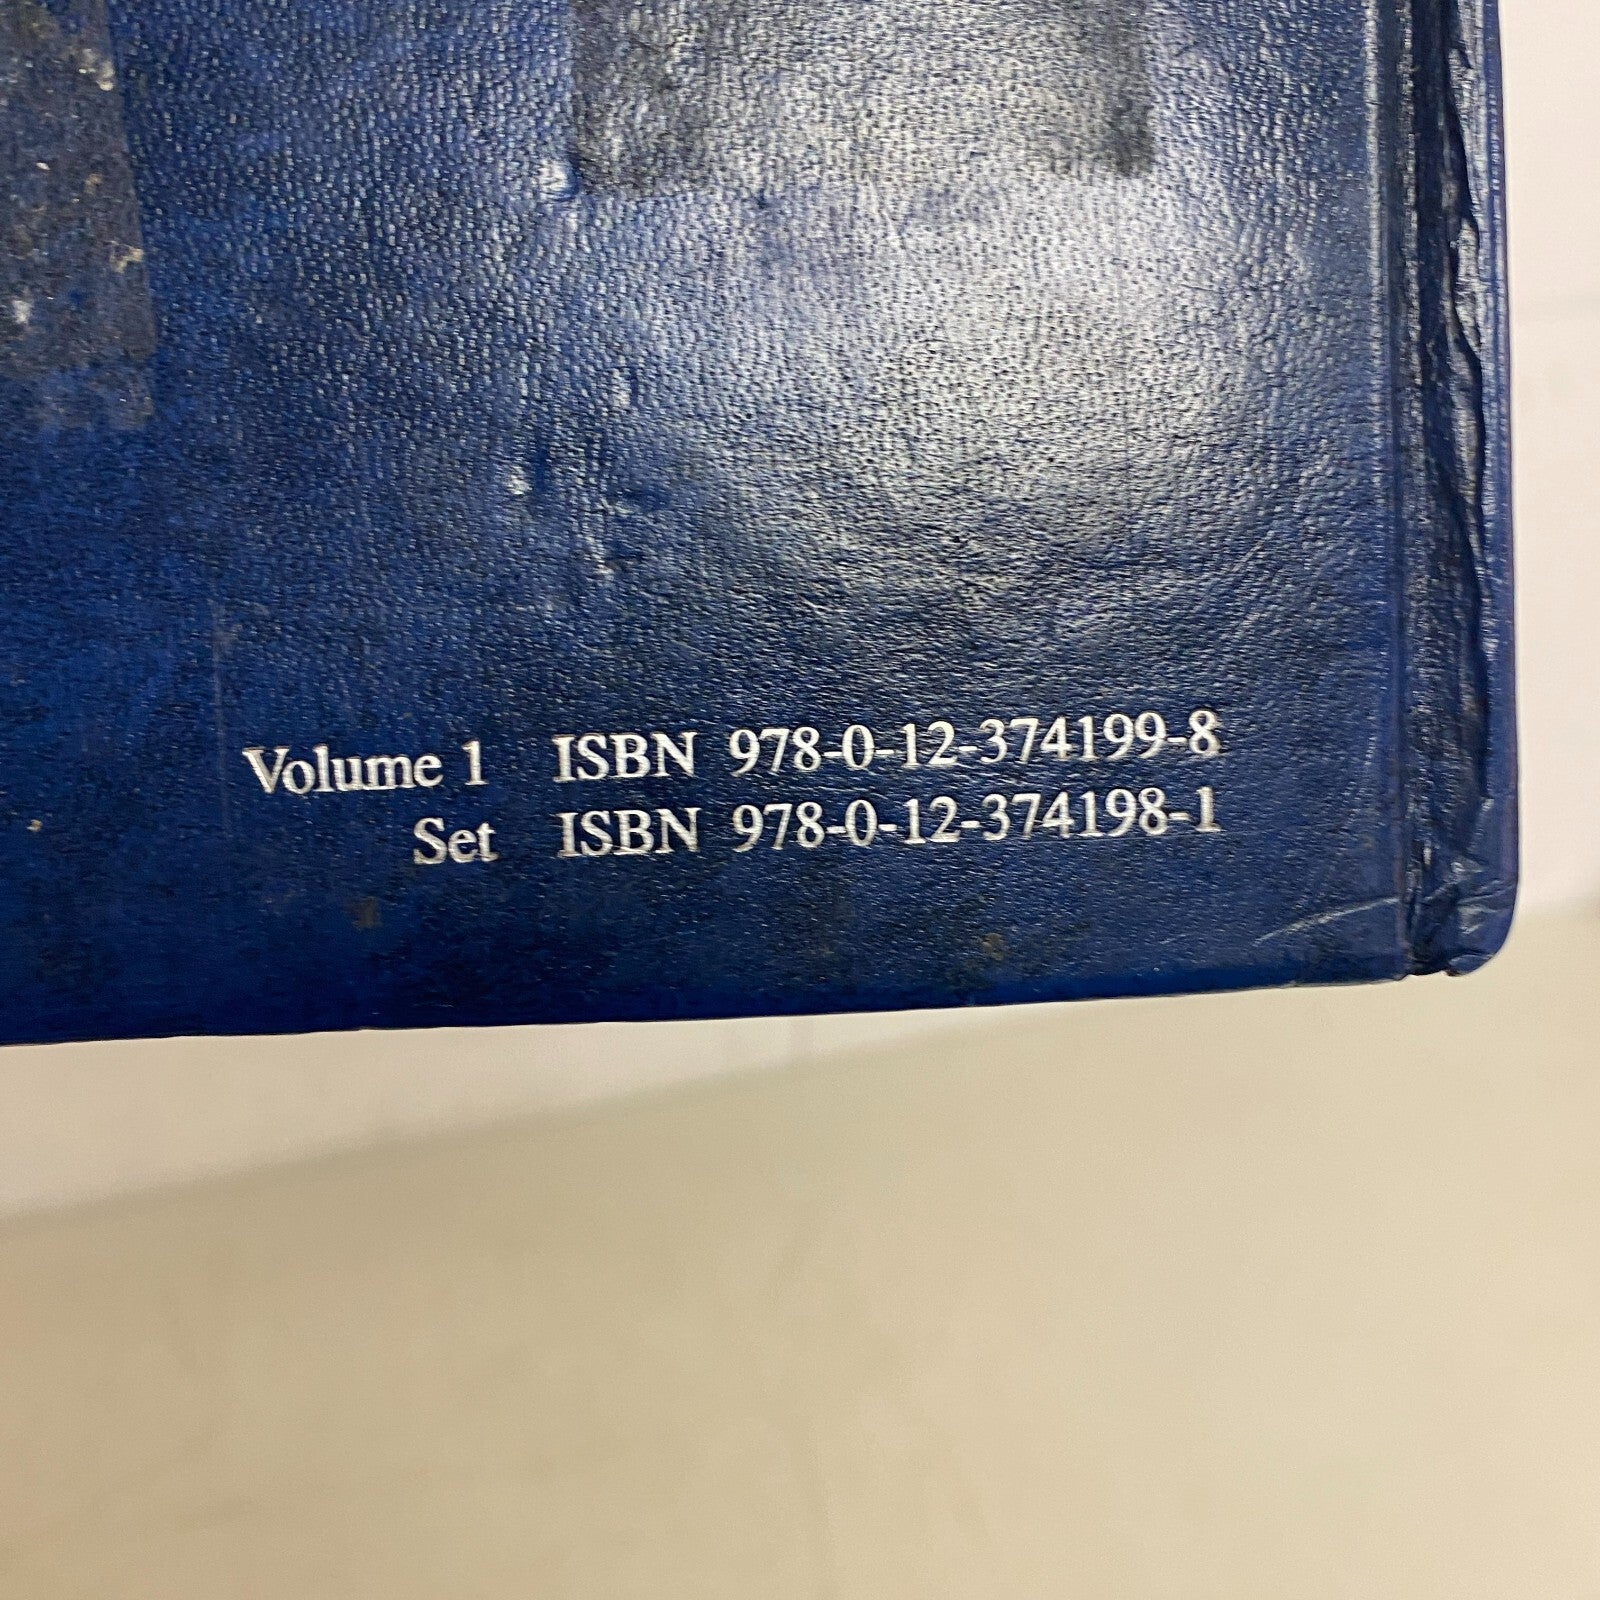 Volume 1 ISBN 978-0-12-374199-8
Set ISBN 978-0-12-374198-1